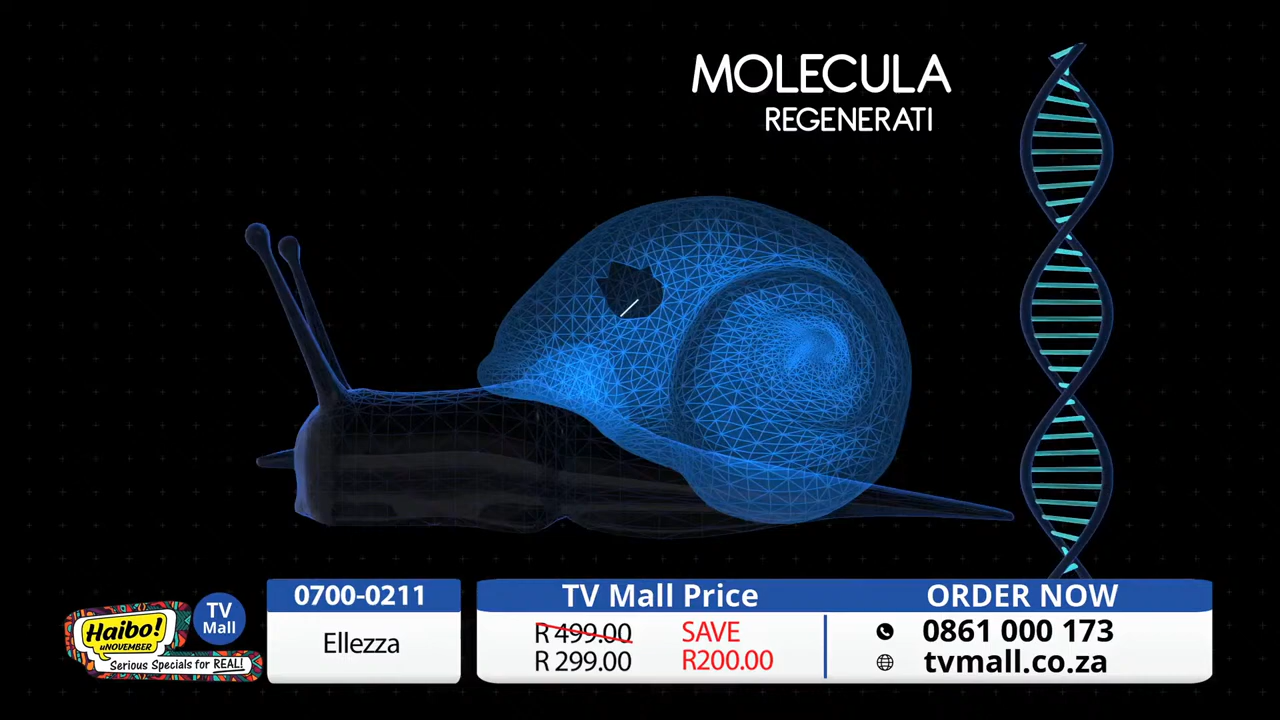 MOLECULA
REGENERATI
Haibo!
uNOVEMBER
Serious Specials for REAL!
TV
Mall
0700-0211
Ellezza
TV Mall Price
R 499.00
SAVE
R 299.00
R200.00
ORDER NOW
0861 000 173
tvmall.co.za